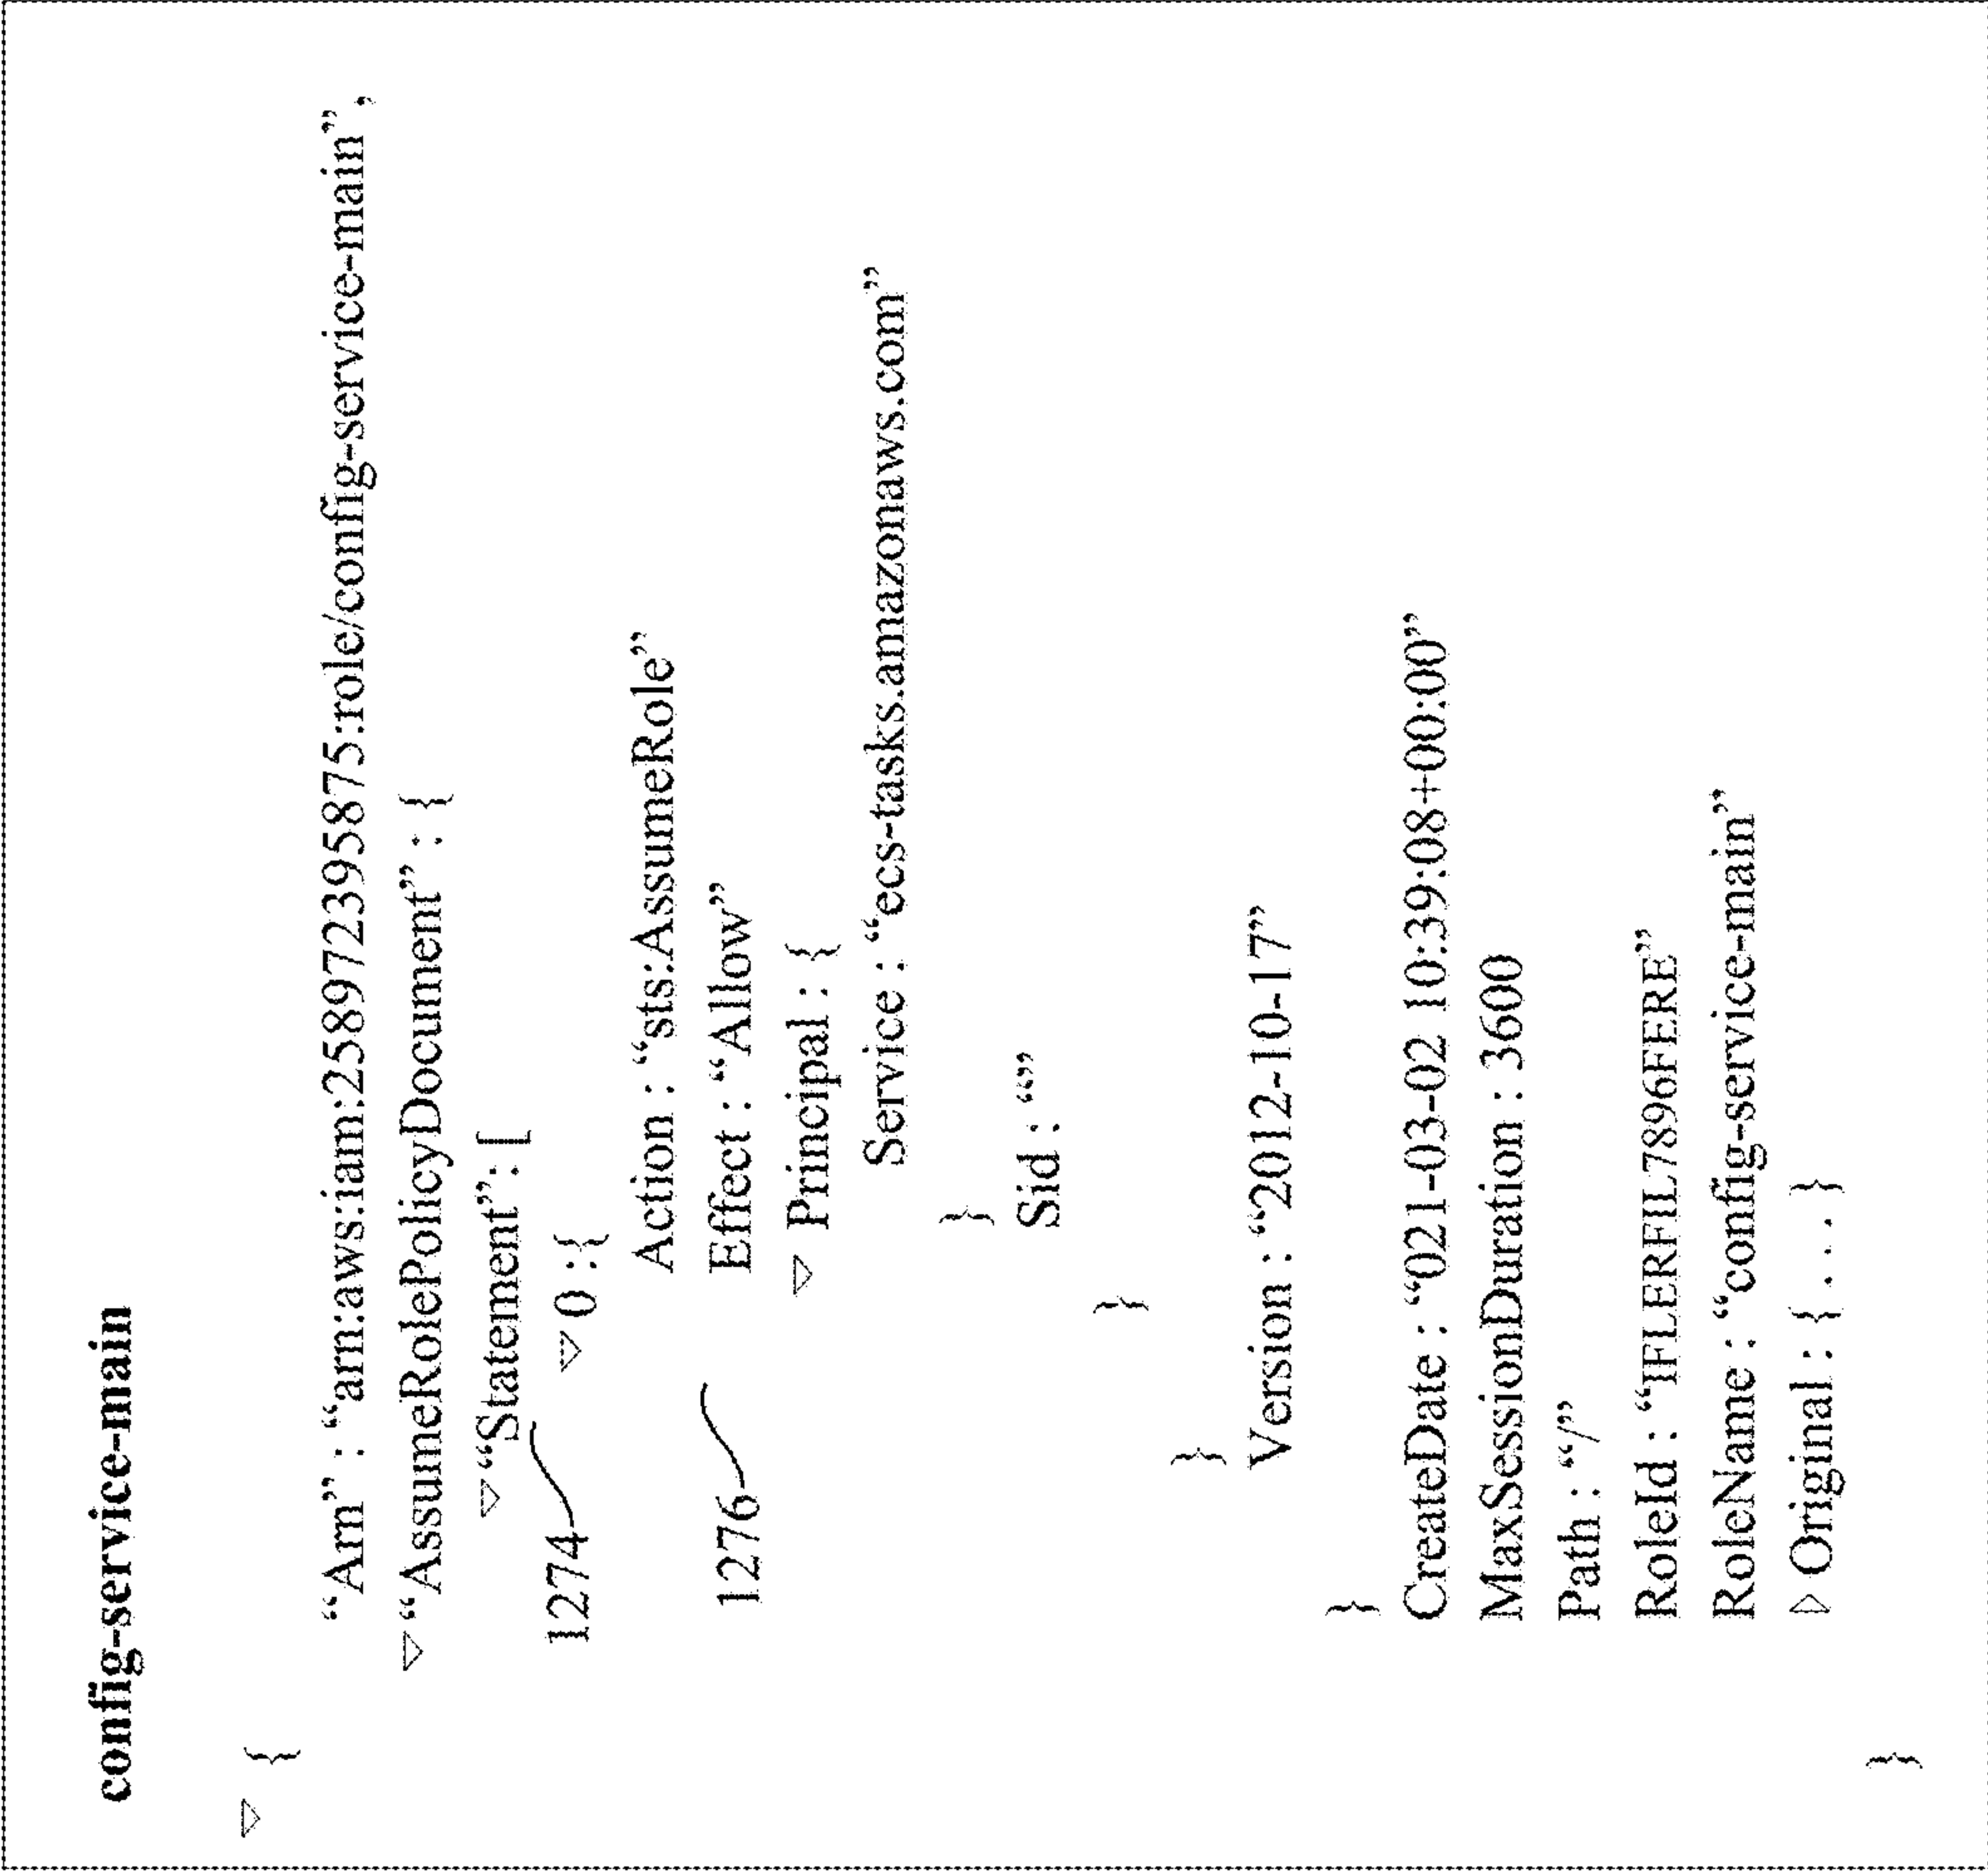 config-service-main
▽ {
“Arn” : “arn:aws:iam:258972395875:role/config-service-main”,
▽ “AssumeRolePolicyDocument” : {
▽ “Statement”: [
1274
▽ 0 :{
Action : “sts:AssumeRole”
1276
Effect : “Allow”
▽ Principal : {
Service : “ecs-tasks.amazonaws.com”
}
Sid : “”
}
}
Version : “2012-10-17”
}
CreateDate : “021-03-02 10:39:08+00:00”
MaxSessionDuration : 3600
Path : “/”
RoleId : “IFLERFIL7896FERE”
RoleName : “config-service-main”
▷ Original : { . . . }
}